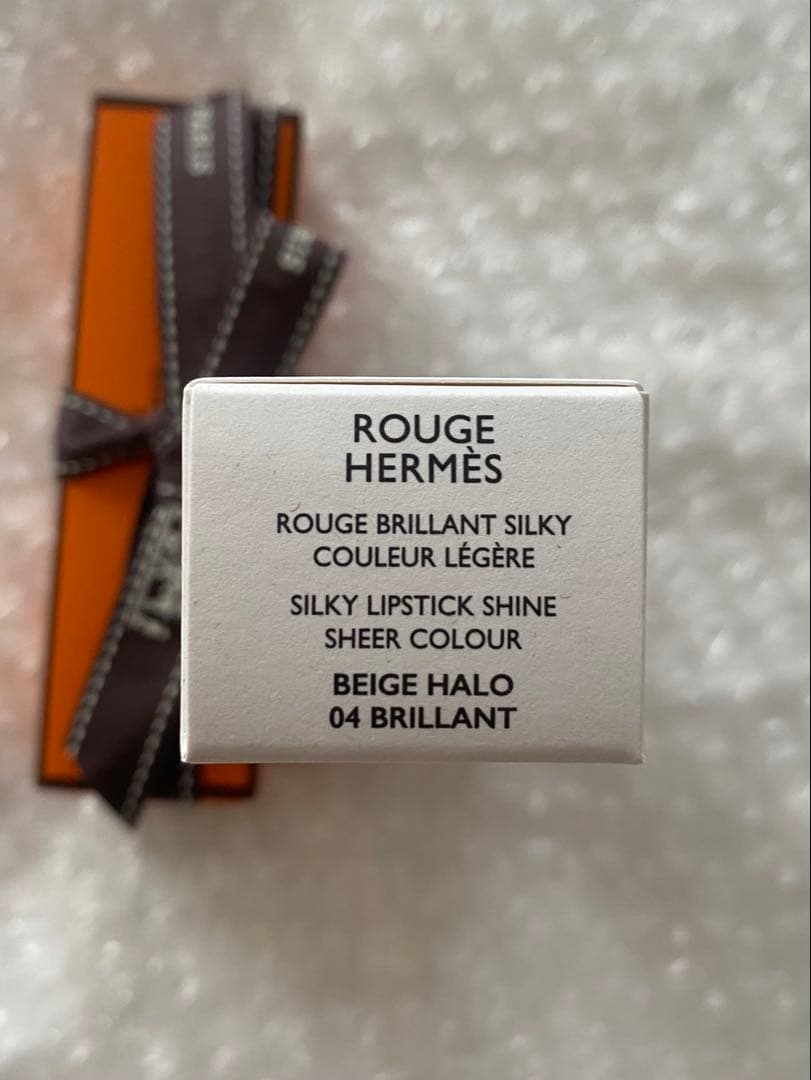 ROUGE
HERMÈS
ROUGE BRILLANT SILKY
COULEUR LÉGÈRE
SILKY LIPSTICK SHINE
SHEER COLOUR
BEIGE HALO
04 BRILLANT